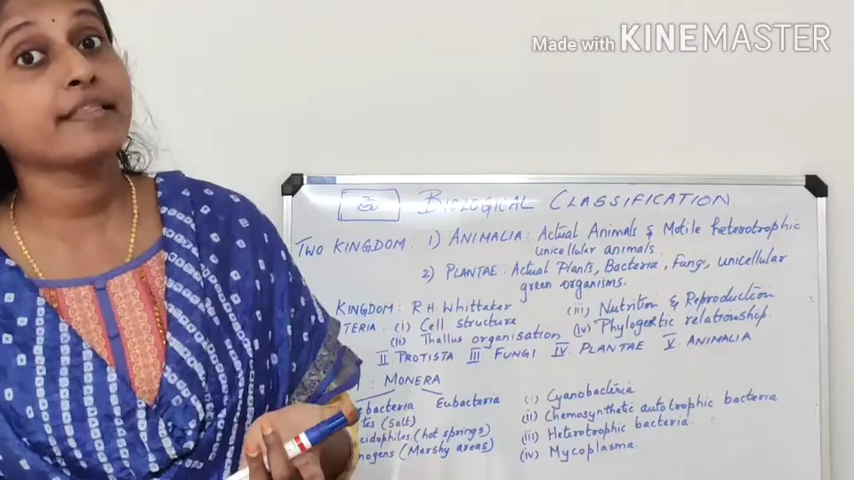 Made with KINEMASTER
BIOLOGICAL CLASSIFICATION
TWO KINGDOM : 1) ANIMALIA : Actual Animals & Motile heterotrophic
unicellular animals.
2) PLANTAE : Actual Plants, Bacteria, Fungi, Unicellular
green organisms.
KINGDOM : R H WHITTAKER
(i) Cell structure (iii) Nutrition & Reproduction
(ii) Thallus organisation (iv) Phylogenetic relationship
II PROTISTA III FUNGI IV PLANTAE V ANIMALIA
MONERA
EUBACTERIA (i) Cyanobacteria
(salt) (ii) Chemosynthetic autotrophic bacteria
(hot springs) (iii) Heterotrophic bacteria
(Marshy areas) (iv) Mycoplasma